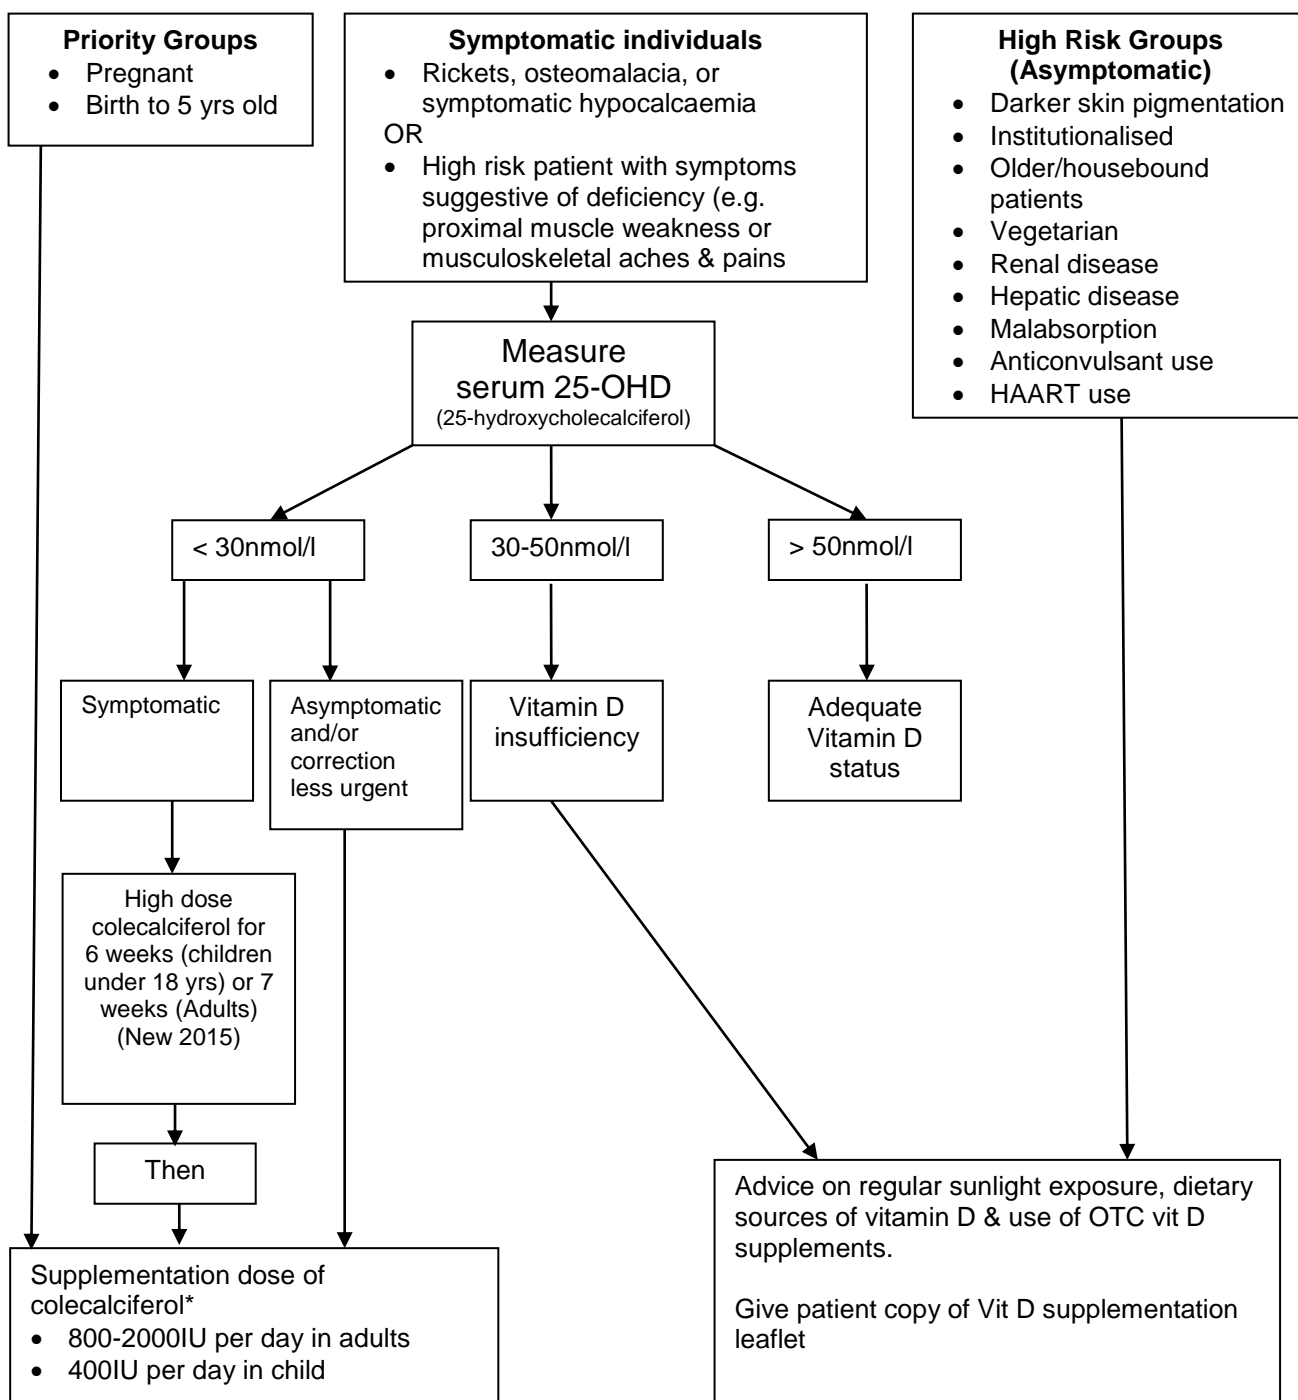 Priority Groups
• Pregnant
• Birth to 5 yrs old
Symptomatic individuals
• Rickets, osteomalacia, or
symptomatic hypocalcaemia
OR
• High risk patient with symptoms
suggestive of deficiency (e.g.
proximal muscle weakness or
musculoskeletal aches & pains
High Risk Groups
(Asymptomatic)
• Darker skin pigmentation
• Institutionalised
• Older/housebound
patients
• Vegetarian
• Renal disease
• Hepatic disease
• Malabsorption
• Anticonvulsant use
• HAART use
Measure
serum 25-OHD
(25-hydroxycholecalciferol)
< 30nmol/l
30-50nmol/l
> 50nmol/l
Symptomatic
Asymptomatic
and/or
correction
less urgent
Vitamin D
insufficiency
Adequate
Vitamin D
status
High dose
colecalciferol for
6 weeks (children
under 18 yrs) or 7
weeks (Adults)
(New 2015)
Then
Supplementation dose of
colecalciferol*
• 800-2000IU per day in adults
• 400IU per day in child
Advice on regular sunlight exposure, dietary
sources of vitamin D & use of OTC vit D
supplements.
Give patient copy of Vit D supplementation
leaflet